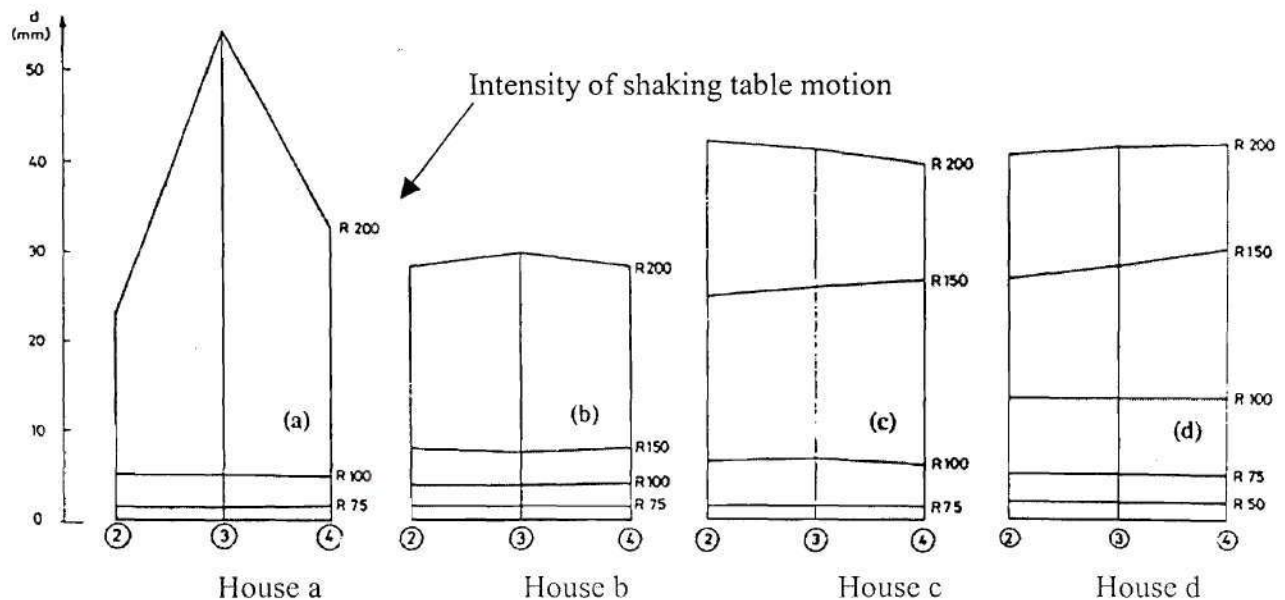 d
(mm)
50
40
30
20
10
0
Intensity of shaking table motion
R 200
R 100
R 75
(a)
② ③ ④
House a
R200
R150
R100
R75
(b)
② ③ ④
House b
R 200
R150
R100
R75
(c)
② ③ ④
House c
R 200
R150
R 100
R 75
R 50
(d)
② ③ ④
House d